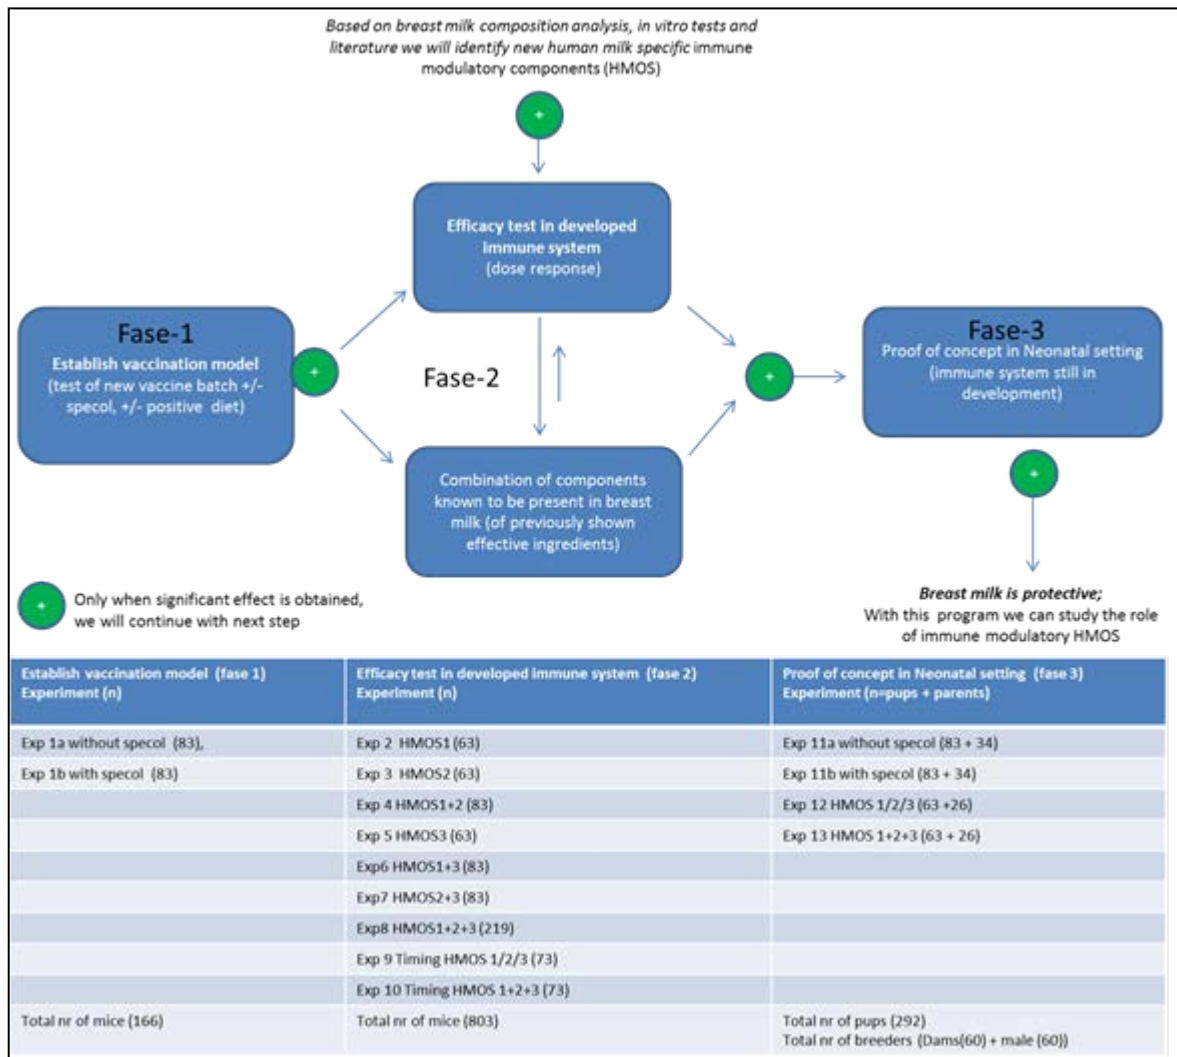 Based on breast milk composition analysis, in vitro tests and
literature we will identify new human milk specific immune
modulatory components (HMOS)
+
Efficacy test in developed
immune system
(dose response)
Fase-1
Establish vaccination model
(test of new vaccine batch +/-
specol, +/- positive diet)
+
Fase-2
+
Fase-3
Proof of concept in Neonatal setting
(immune system still in
development)
Combination of components
known to be present in breast
milk (of previously shown
effective ingredients)
+
+
Only when significant effect is obtained,
we will continue with next step
Breast milk is protective;
With this program we can study the role
of immune modulatory HMOS
Establish vaccination model (fase 1)
Experiment (n)
Efficacy test in developed immune system (fase 2)
Experiment (n)
Proof of concept in Neonatal setting (fase 3)
Experiment (n=pups + parents)
Exp 1a without specol (83),
Exp 2 HMOS1 (63)
Exp 11a without specol (83 + 34)
Exp 1b with specol (83)
Exp 3 HMOS2 (63)
Exp 11b with specol (83 + 34)
Exp 4 HMOS1+2 (83)
Exp 12 HMOS 1/2/3 (63 +26)
Exp 5 HMOS3 (63)
Exp 13 HMOS 1+2+3 (63 + 26)
Exp6 HMOS1+3 (83)
Exp7 HMOS2+3 (83)
Exp8 HMOS1+2+3 (219)
Exp 9 Timing HMOS 1/2/3 (73)
Exp 10 Timing HMOS 1+2+3 (73)
Total nr of mice (166)
Total nr of mice (803)
Total nr of pups (292)
Total nr of breeders (Dams(60) + male (60))